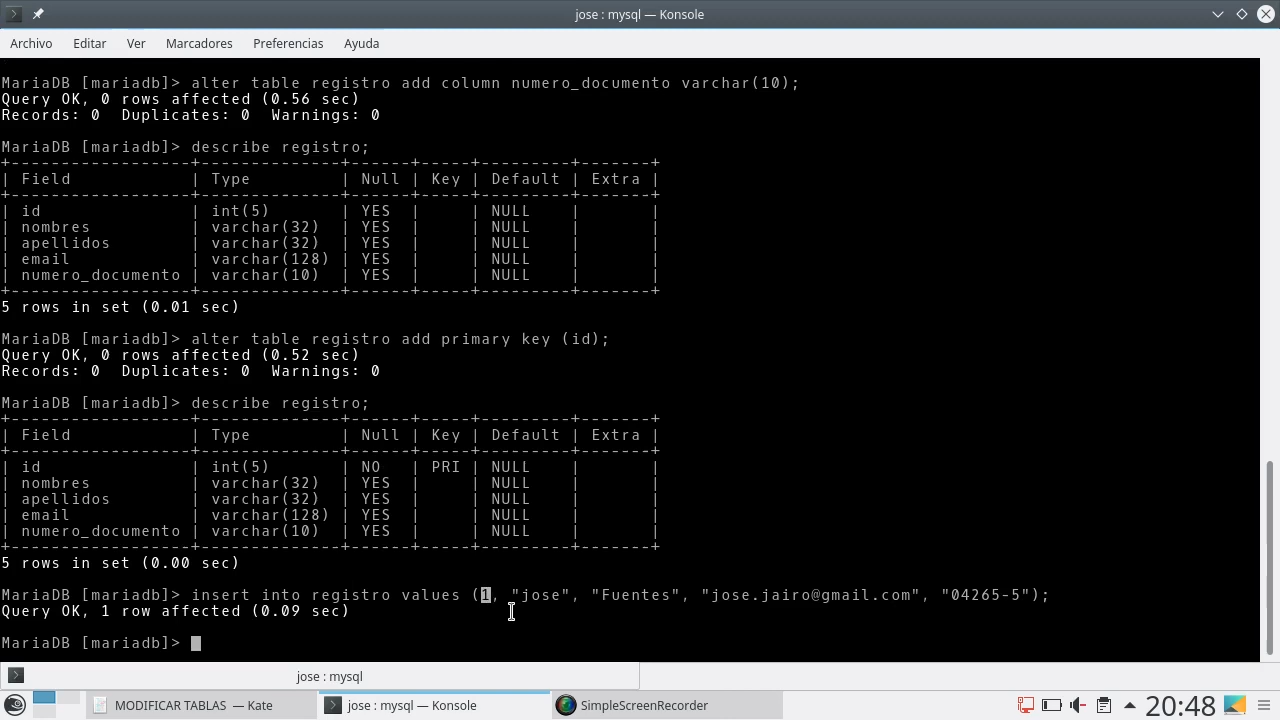 jose : mysql — Konsole
Archivo Editar Ver Marcadores Preferencias Ayuda
MariaDB [mariadb]> alter table registro add column numero_documento varchar(10);
Query OK, 0 rows affected (0.56 sec)
Records: 0  Duplicates: 0  Warnings: 0
MariaDB [mariadb]> describe registro;
+------------------+--------------+------+-----+---------+-------+
| Field            | Type         | Null | Key | Default | Extra |
+------------------+--------------+------+-----+---------+-------+
| id               | int(5)       | YES  |     | NULL    |       |
| nombres          | varchar(32)  | YES  |     | NULL    |       |
| apellidos        | varchar(32)  | YES  |     | NULL    |       |
| email            | varchar(128) | YES  |     | NULL    |       |
| numero_documento | varchar(10)  | YES  |     | NULL    |       |
+------------------+--------------+------+-----+---------+-------+
5 rows in set (0.01 sec)
MariaDB [mariadb]> alter table registro add primary key (id);
Query OK, 0 rows affected (0.52 sec)
Records: 0  Duplicates: 0  Warnings: 0
MariaDB [mariadb]> describe registro;
+------------------+--------------+------+-----+---------+-------+
| Field            | Type         | Null | Key | Default | Extra |
+------------------+--------------+------+-----+---------+-------+
| id               | int(5)       | NO   | PRI | NULL    |       |
| nombres          | varchar(32)  | YES  |     | NULL    |       |
| apellidos        | varchar(32)  | YES  |     | NULL    |       |
| email            | varchar(128) | YES  |     | NULL    |       |
| numero_documento | varchar(10)  | YES  |     | NULL    |       |
+------------------+--------------+------+-----+---------+-------+
5 rows in set (0.00 sec)
MariaDB [mariadb]> insert into registro values (1, "jose", "Fuentes", "jose.jairo@gmail.com", "04265-5");
Query OK, 1 row affected (0.09 sec)
MariaDB [mariadb]>
jose : mysql
MODIFICAR TABLAS — Kate
jose : mysql — Konsole
SimpleScreenRecorder
20:48